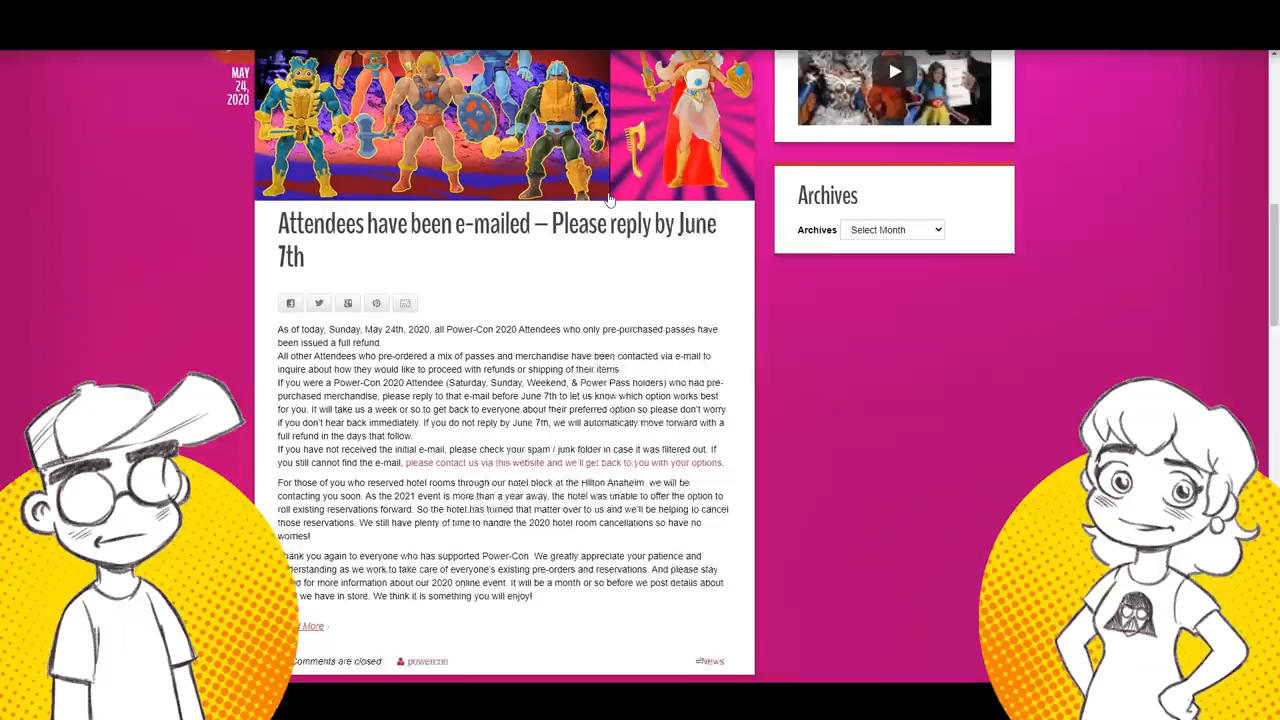 MAY
24,
2020
Attendees have been e-mailed – Please reply by June
7th
As of today, Sunday, May 24th, 2020, all Power-Con 2020 Attendees who only pre-purchased passes have
been issued a full refund.
All other Attendees who pre-ordered a mix of passes and merchandise have been contacted via e-mail to
inquire about how they would like to proceed with refunds or shipping of their items
If you were a Power-Con 2020 Attendee (Saturday, Sunday, Weekend, & Power Pass holders) who had pre-
purchased merchandise, please reply to that e-mail before June 7th to let us know which option works best
for you. It will take us a week or so to get back to everyone about their preferred option so please don't worry
if you don't hear back immediately. If you do not reply by June 7th, we will automatically move forward with a
full refund in the days that follow.
If you have not received the initial e-mail, please check your spam / junk folder in case it was filtered out. If
you still cannot find the e-mail, please contact us via this website and we'll get back to you with your options.
For those of you who reserved hotel rooms through our hotel block at the Hilton Anaheim, we will be
contacting you soon. As the 2021 event is more than a year away, the hotel was unable to offer the option to
roll existing reservations forward. So the hotel has turned that matter over to us and we'll be helping to cancel
those reservations. We still have plenty of time to handle the 2020 hotel room cancellations so have no
worries!
hank you again to everyone who has supported Power-Con We greatly appreciate your patience and
derstanding as we work to take care of everyone's existing pre-orders and reservations. And please stay
for more information about our 2020 online event. It will be a month or so before we post details about
we have in store. We think it is something you will enjoy!
More ›
omments are closed powercon #News
Archives
Archives Select Month